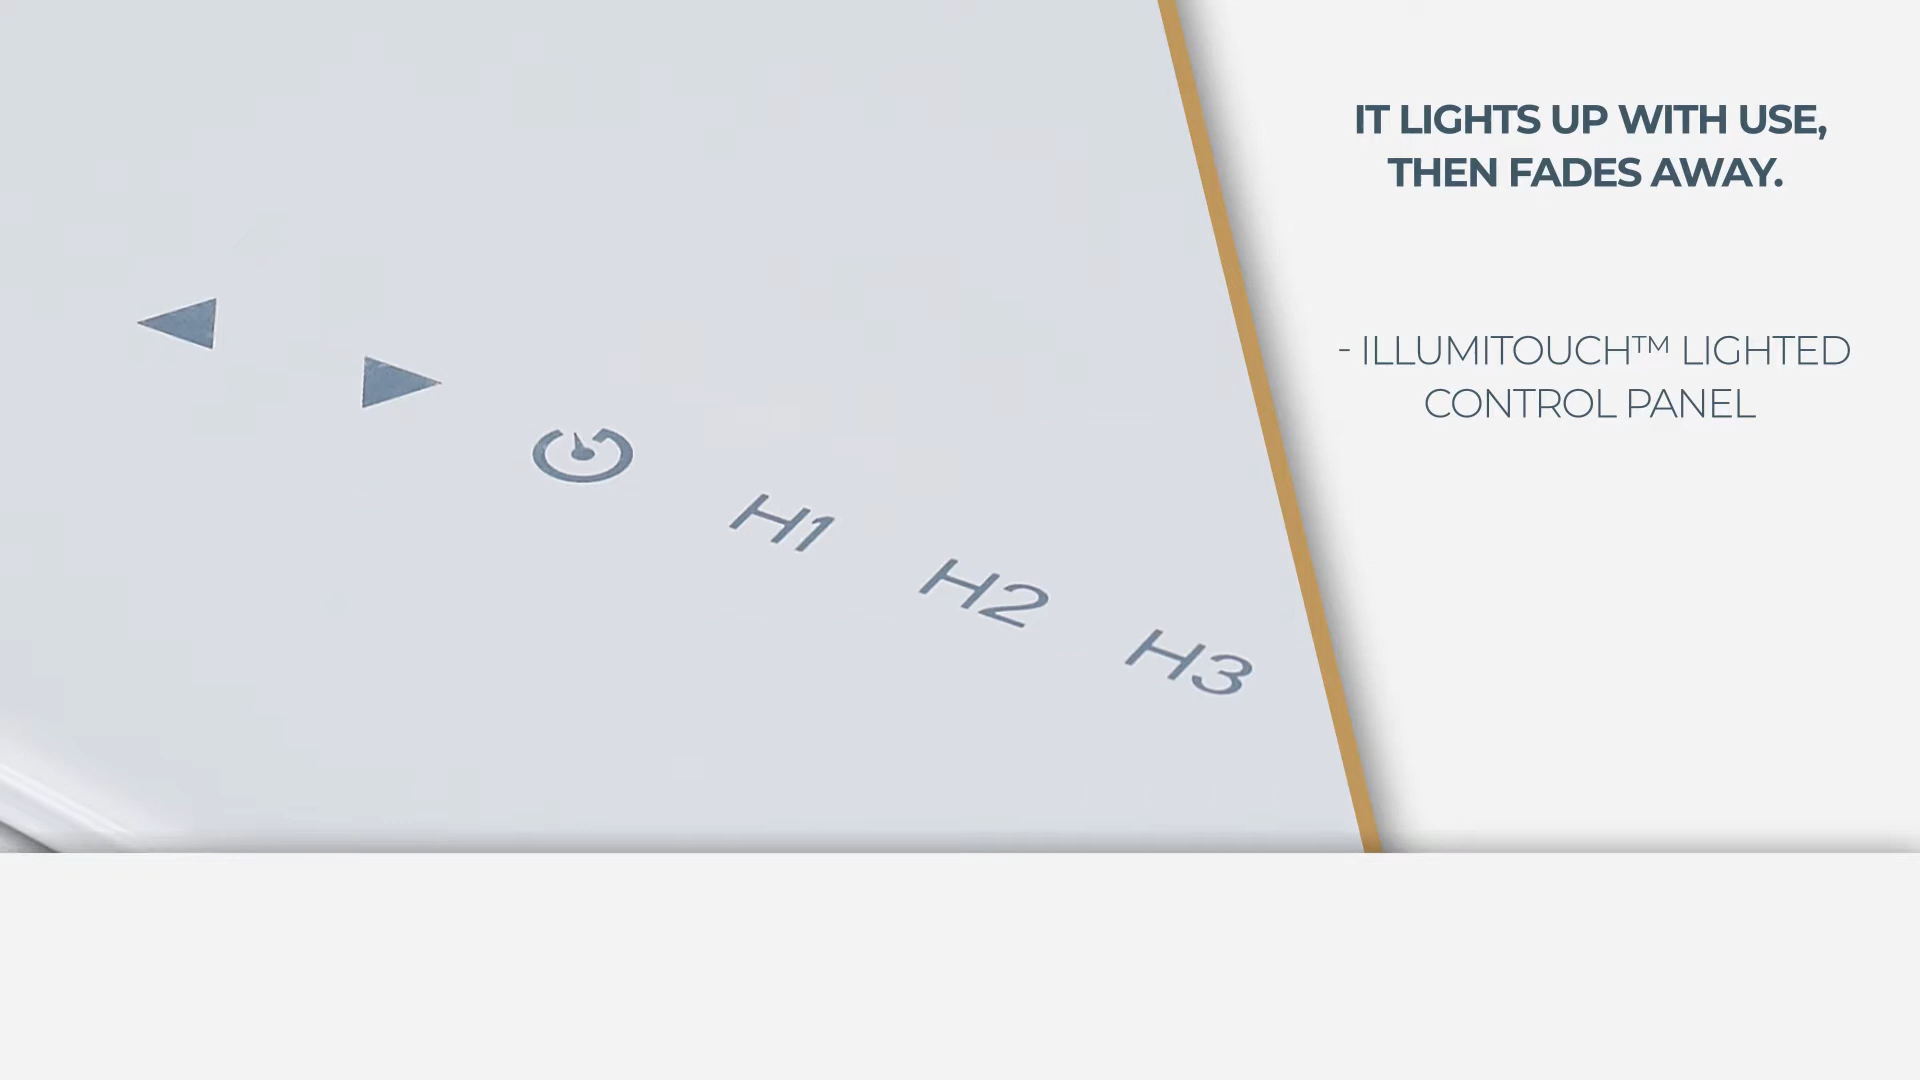 IT LIGHTS UP WITH USE,
THEN FADES AWAY.
- ILLUMITOUCH™ LIGHTED
CONTROL PANEL
H1
H2
H3